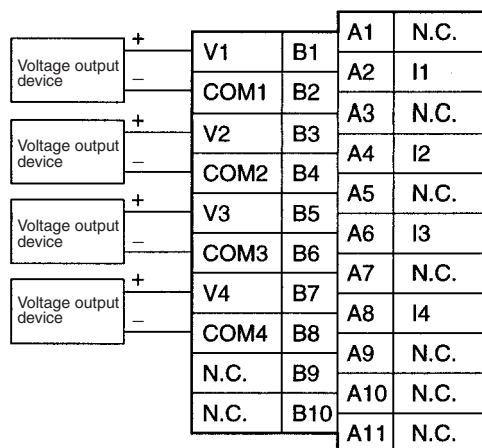 A1 N.C.
+
Voltage output
device
V1 B1
A2 I1
−
COM1 B2
A3 N.C.
+
Voltage output
device
V2 B3
A4 I2
−
COM2 B4
A5 N.C.
+
Voltage output
device
V3 B5
A6 I3
−
COM3 B6
A7 N.C.
+
Voltage output
device
V4 B7
A8 I4
−
COM4 B8
A9 N.C.
N.C. B9
A10 N.C.
N.C. B10
A11 N.C.